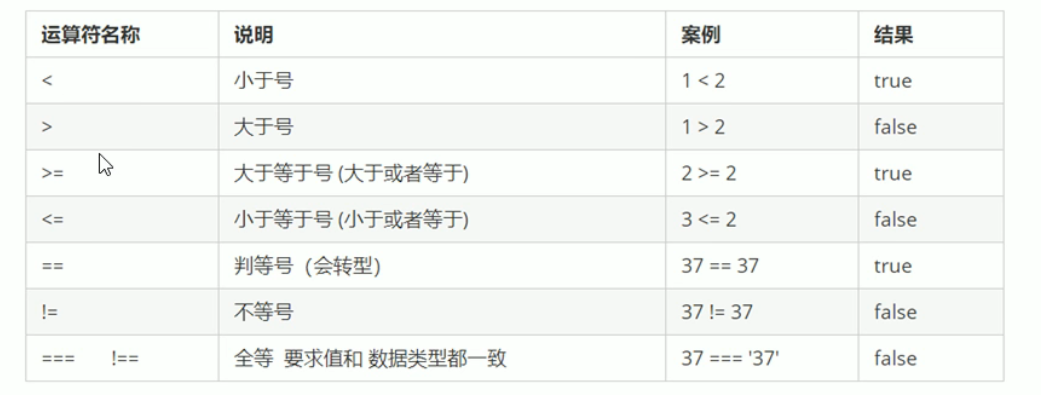 运算符名称 说明 案例 结果
< 小于号 1 < 2 true
> 大于号 1 > 2 false
>= 大于等于号 (大于或者等于) 2 >= 2 true
<= 小于等于号 (小于或者等于) 3 <= 2 false
== 判等号（会转型） 37 == 37 true
!= 不等号 37 != 37 false
=== !== 全等 要求值和 数据类型都一致 37 === '37' false